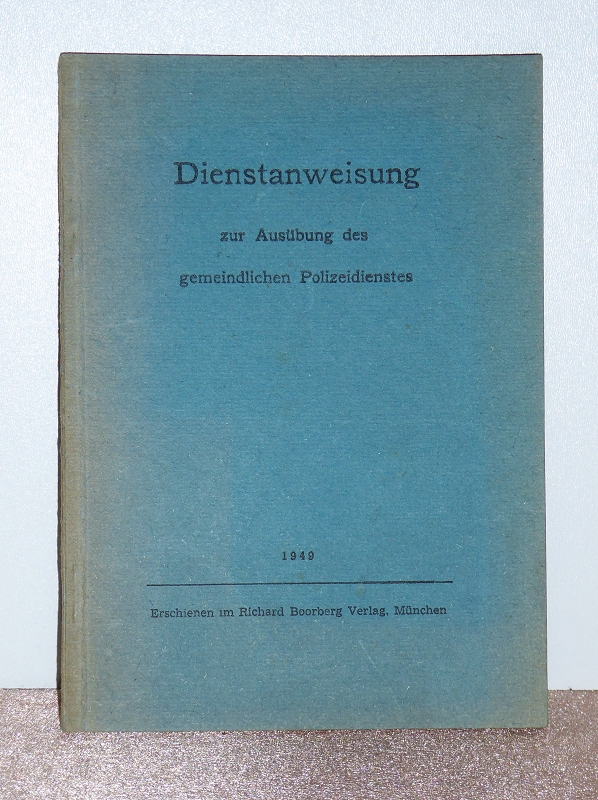 Dienstanweisung
zur Ausübung des
gemeindlichen Polizeidienstes
1949
Erschienen im Richard Boorberg Verlag, München